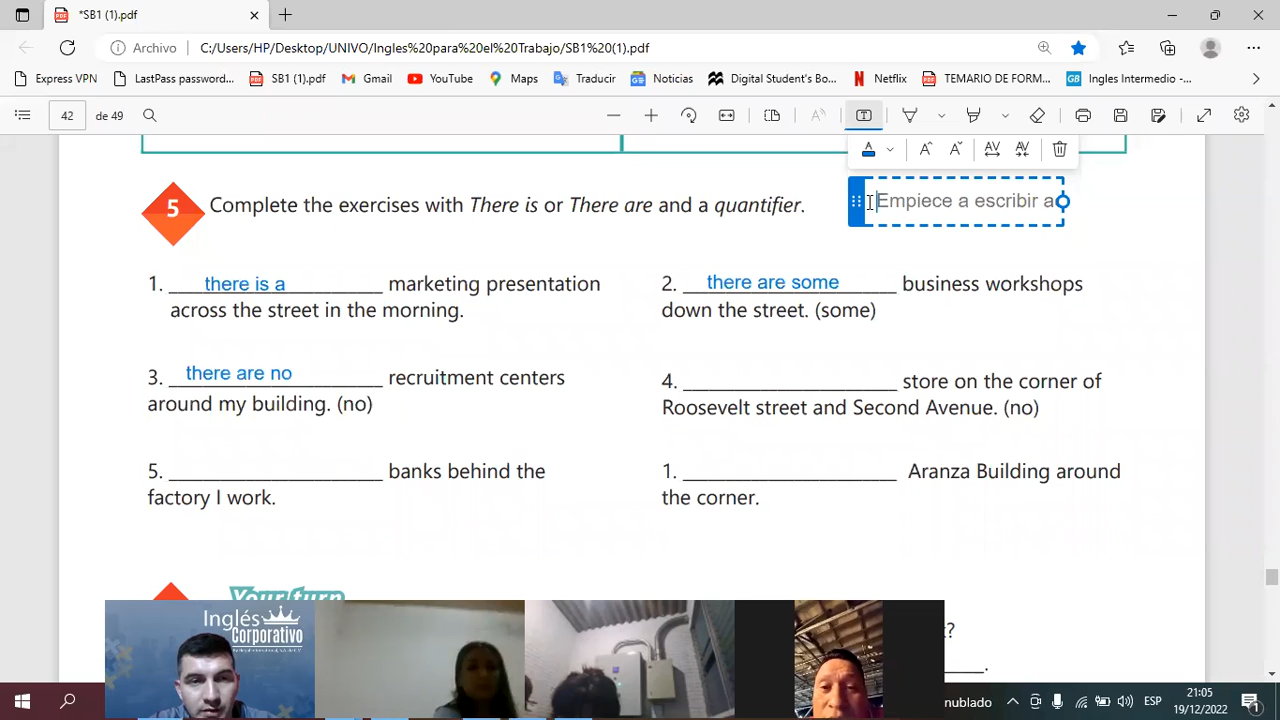 *SB1 (1).pdf
Archivo C:/Users/HP/Desktop/UNIVO/Ingles%20para%20el%20Trabajo/SB1%20(1).pdf
Express VPN LastPass password... SB1 (1).pdf Gmail YouTube Maps Traducir Noticias Digital Student's Bo... Netflix TEMARIO DE FORM... Ingles Intermedio -...
42 de 49
5 Complete the exercises with There is or There are and a quantifier.
Empiece a escribir a
1. there is a marketing presentation
across the street in the morning.
2. there are some business workshops
down the street. (some)
3. there are no recruitment centers
around my building. (no)
4. ____________________ store on the corner of
Roosevelt street and Second Avenue. (no)
5. ____________________ banks behind the
factory I work.
1. ____________________ Aranza Building around
the corner.
Your turn
Inglés
Corporativo
?
.
nublado ESP 21:05
19/12/2022